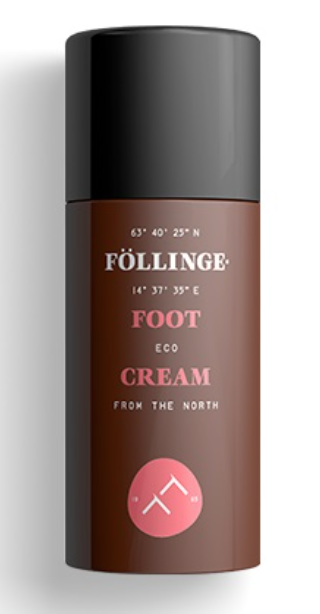 63° 40' 25" N
FÖLLINGE·
14° 37' 35" E
FOOT
ECO
CREAM
FROM THE NORTH